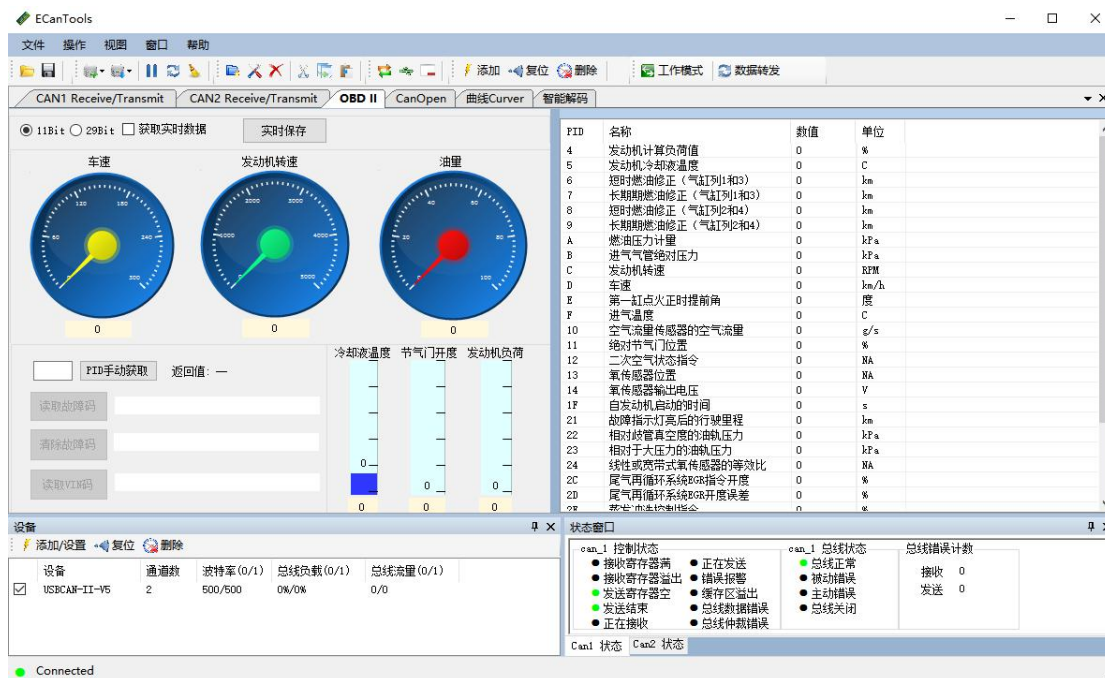 ECanTools
文件 操作 视图 窗口 帮助
添加 复位 删除 工作模式 数据转发
CAN1 Receive/Transmit CAN2 Receive/Transmit OBD II CanOpen 曲线Curver 智能解码
11Bit 29Bit 获取实时数据 实时保存
车速 发动机转速 油量
0 60 120 180 240 300
0 1000 2000 3000 4000 5000
0 20 40 60 80 100
0 0 0
PID手动获取 返回值: —
读取故障码
清除故障码
读取VIN码
冷却液温度 节气门开度 发动机负荷
0 0 0
0 0 0
PID 名称 数值 单位
4 发动机计算负荷值 0 %
5 发动机冷却液温度 0 C
6 短时燃油修正（气缸列1和3） 0 km
7 长期期燃油修正（气缸列1和3） 0 km
8 短时燃油修正（气缸列2和4） 0 km
9 长期期燃油修正（气缸列2和4） 0 km
A 燃油压力计量 0 kPa
B 进气气管绝对压力 0 kPa
C 发动机转速 0 RPM
D 车速 0 km/h
E 第一缸点火正时提前角 0 度
F 进气温度 0 C
10 空气流量传感器的空气流量 0 g/s
11 绝对节气门位置 0 %
12 二次空气状态指令 0 NA
13 氧传感器位置 0 NA
14 氧传感器输出电压 0 V
1F 自发动机启动的时间 0 s
21 故障指示灯亮后的行驶里程 0 km
22 相对歧管真空度的油轨压力 0 kPa
23 相对于大压力的油轨压力 0 kPa
24 线性或宽带式氧传感器的等效比 0 NA
2C 尾气再循环系统EGR指令开度 0 %
2D 尾气再循环系统EGR开度误差 0 %
2E 蒸发冲洗控制指令 0 %
设备
添加/设置 复位 删除
设备 通道数 波特率(0/1) 总线负载(0/1) 总线流量(0/1)
USBCAN-II-V5 2 500/500 0%/0% 0/0
状态窗口
can_1 控制状态 can_1 总线状态 总线错误计数
接收寄存器满 正在发送 总线正常 接收 0
接收寄存器溢出 错误报警 被动错误 发送 0
发送寄存器空 缓存区溢出 主动错误
发送结束 总线数据错误 总线关闭
正在接收 总线仲裁错误
Can1 状态 Can2 状态
Connected